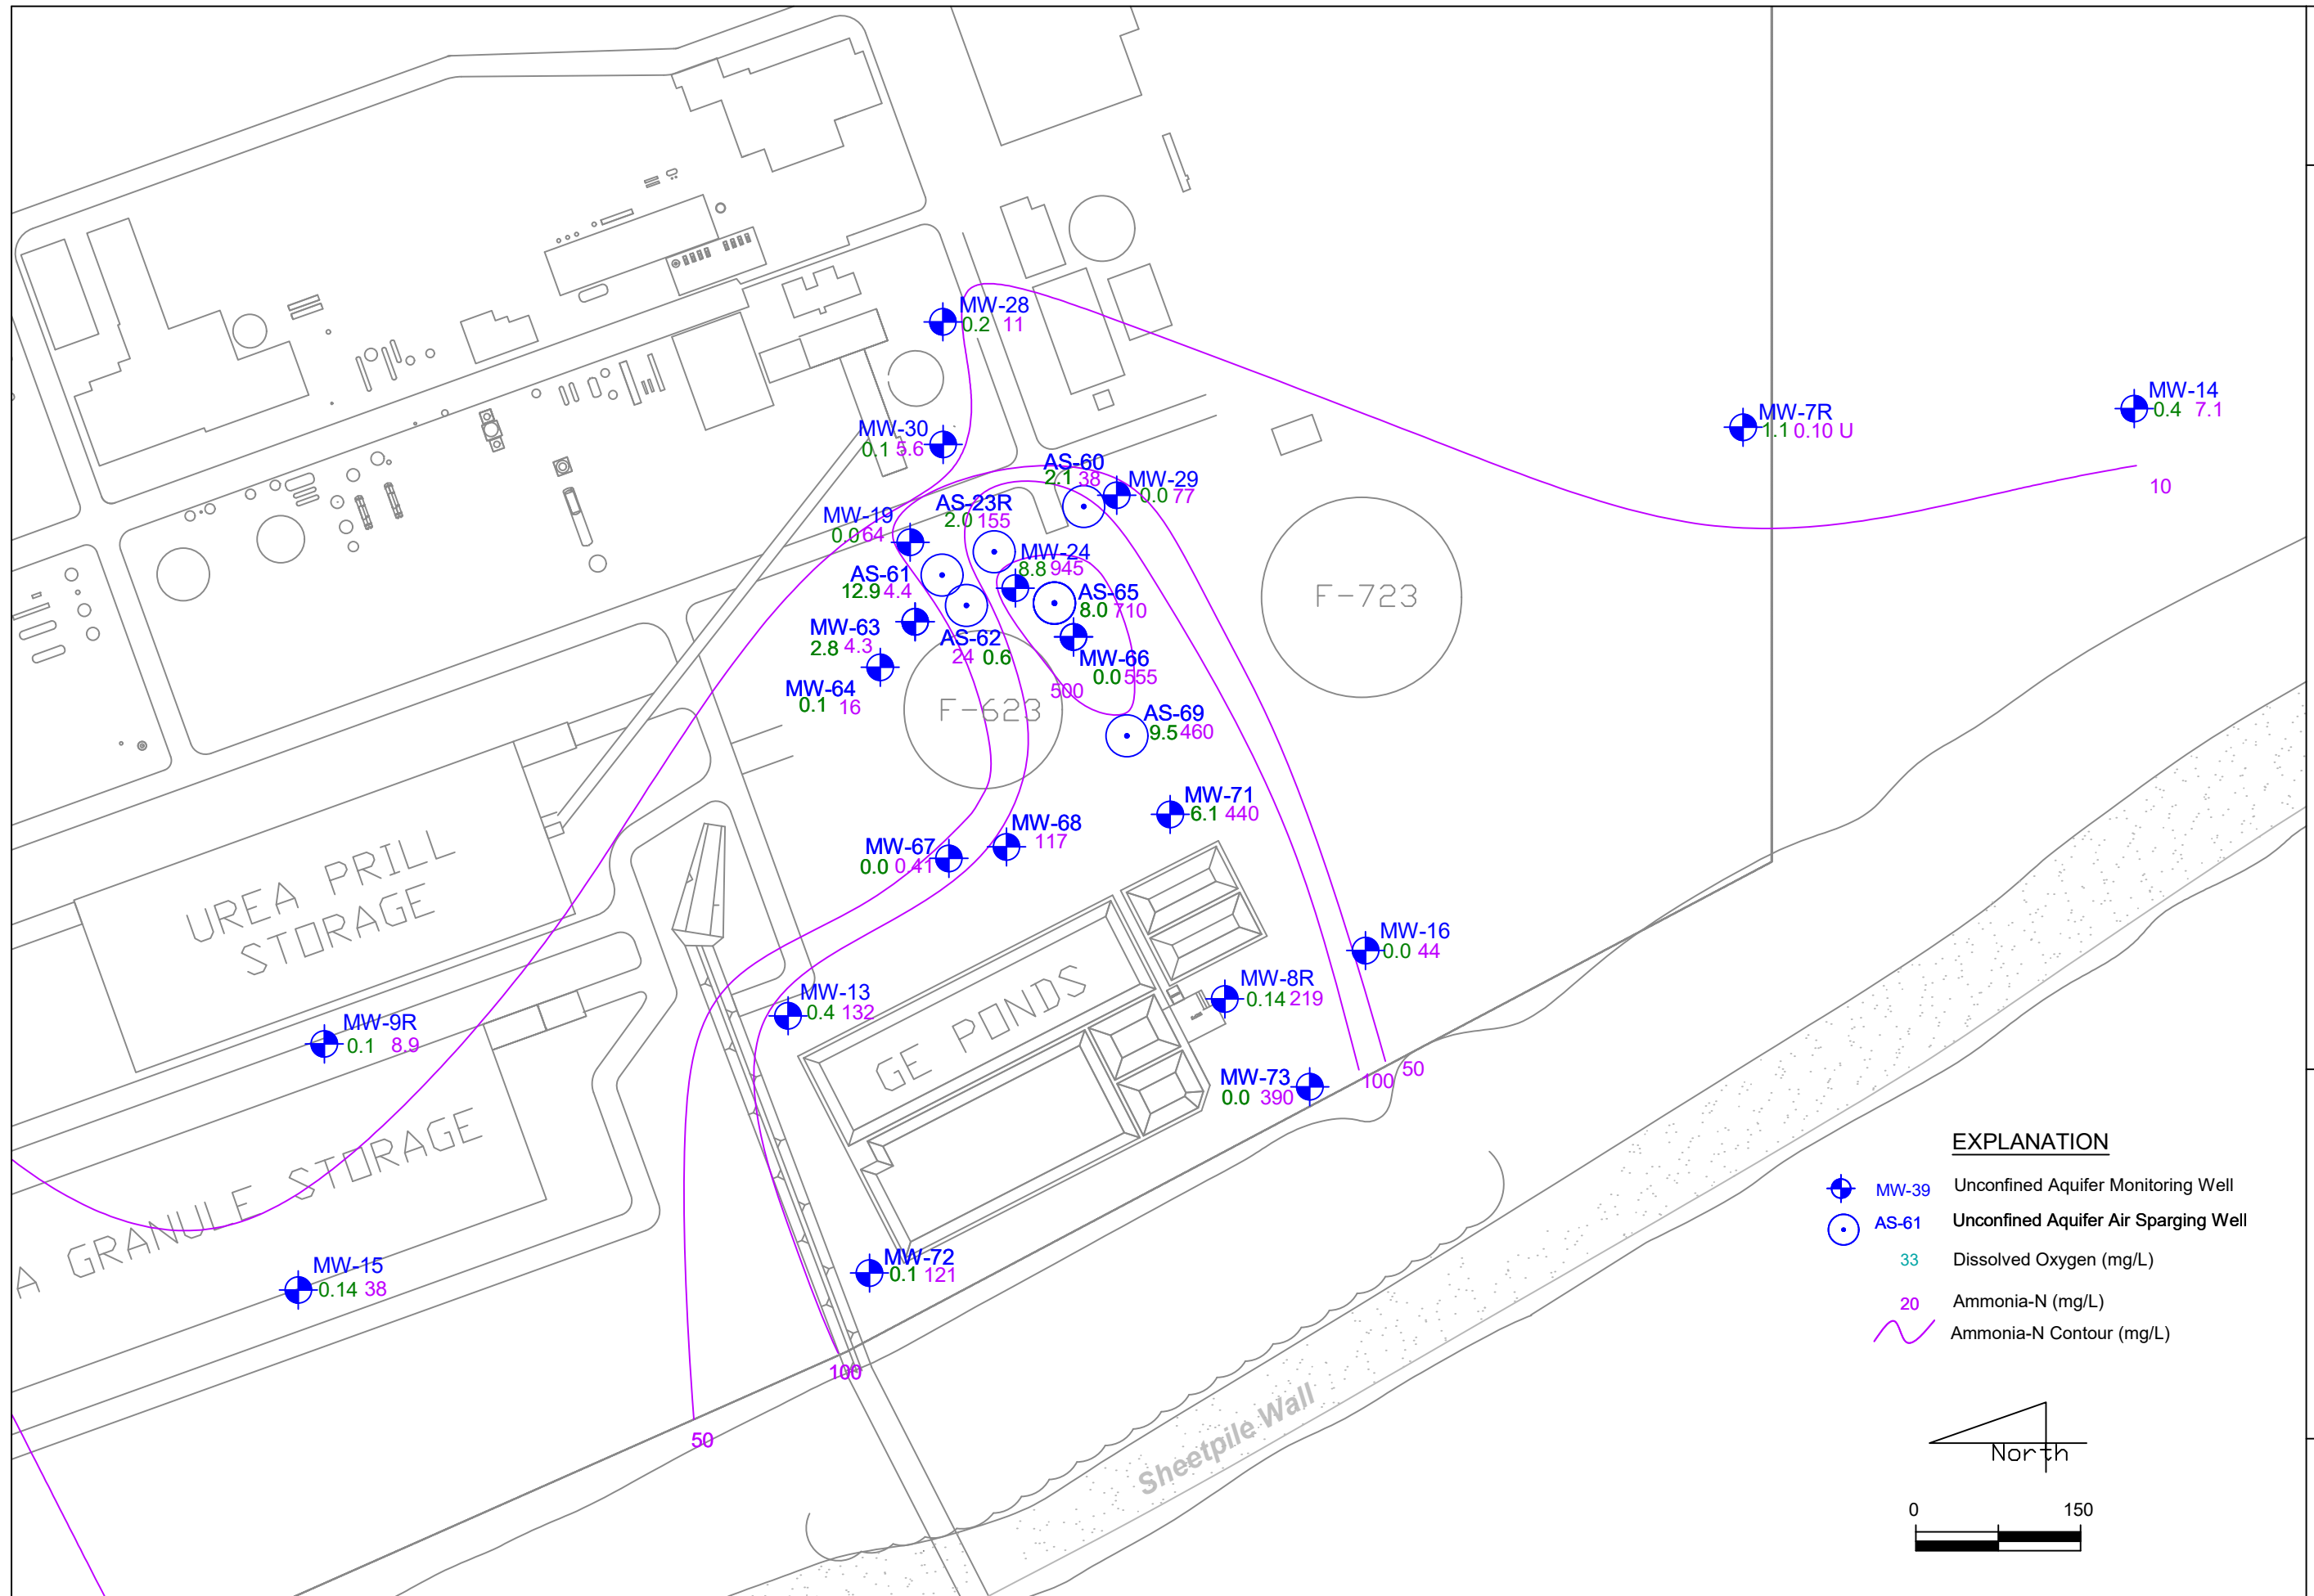 MW-28
0.2 11
MW-14
0.4 7.1
MW-7R
1.1 0.10 U
MW-30
0.1 5.6
10
AS-60
2.1 38
MW-29
0.0 77
AS-23R
2.0 155
MW-19
0.0 64
MW-24
8.8 945
AS-61
12.9 4.4
AS-65
8.0 710
F-723
MW-63
2.8 4.3
AS-62
24 0.6
MW-66
0.0 555
MW-64
0.1 16
500
F-623
AS-69
9.5 460
MW-71
6.1 440
MW-68
117
MW-67
0.0 0.41
UREA PRILL
STORAGE
MW-16
0.0 44
MW-8R
0.14 219
MW-13
0.4 132
GE PONDS
MW-9R
0.1 8.9
MW-73
0.0 390
100
50
A GRANULE STORAGE
MW-15
0.14 38
MW-72
0.1 121
100
50
Sheetpile Wall
EXPLANATION
MW-39 Unconfined Aquifer Monitoring Well
AS-61 Unconfined Aquifer Air Sparging Well
33 Dissolved Oxygen (mg/L)
20 Ammonia-N (mg/L)
Ammonia-N Contour (mg/L)
North
0 150